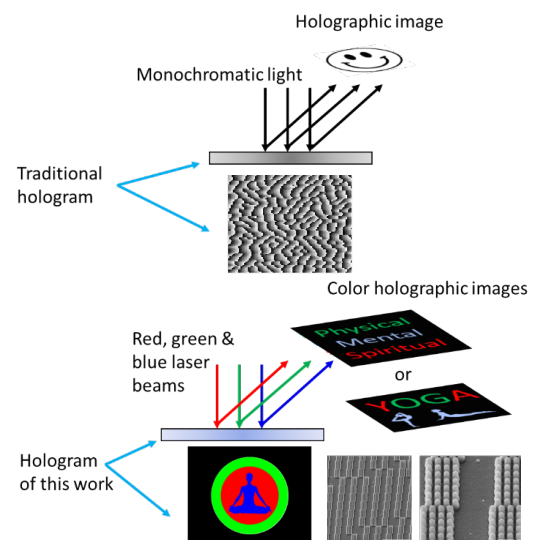 Holographic image
Monochromatic light
Traditional
hologram
Color holographic images
Physical
Mental
Spiritual
Red, green &
blue laser
beams
or
YOGA
Hologram
of this work